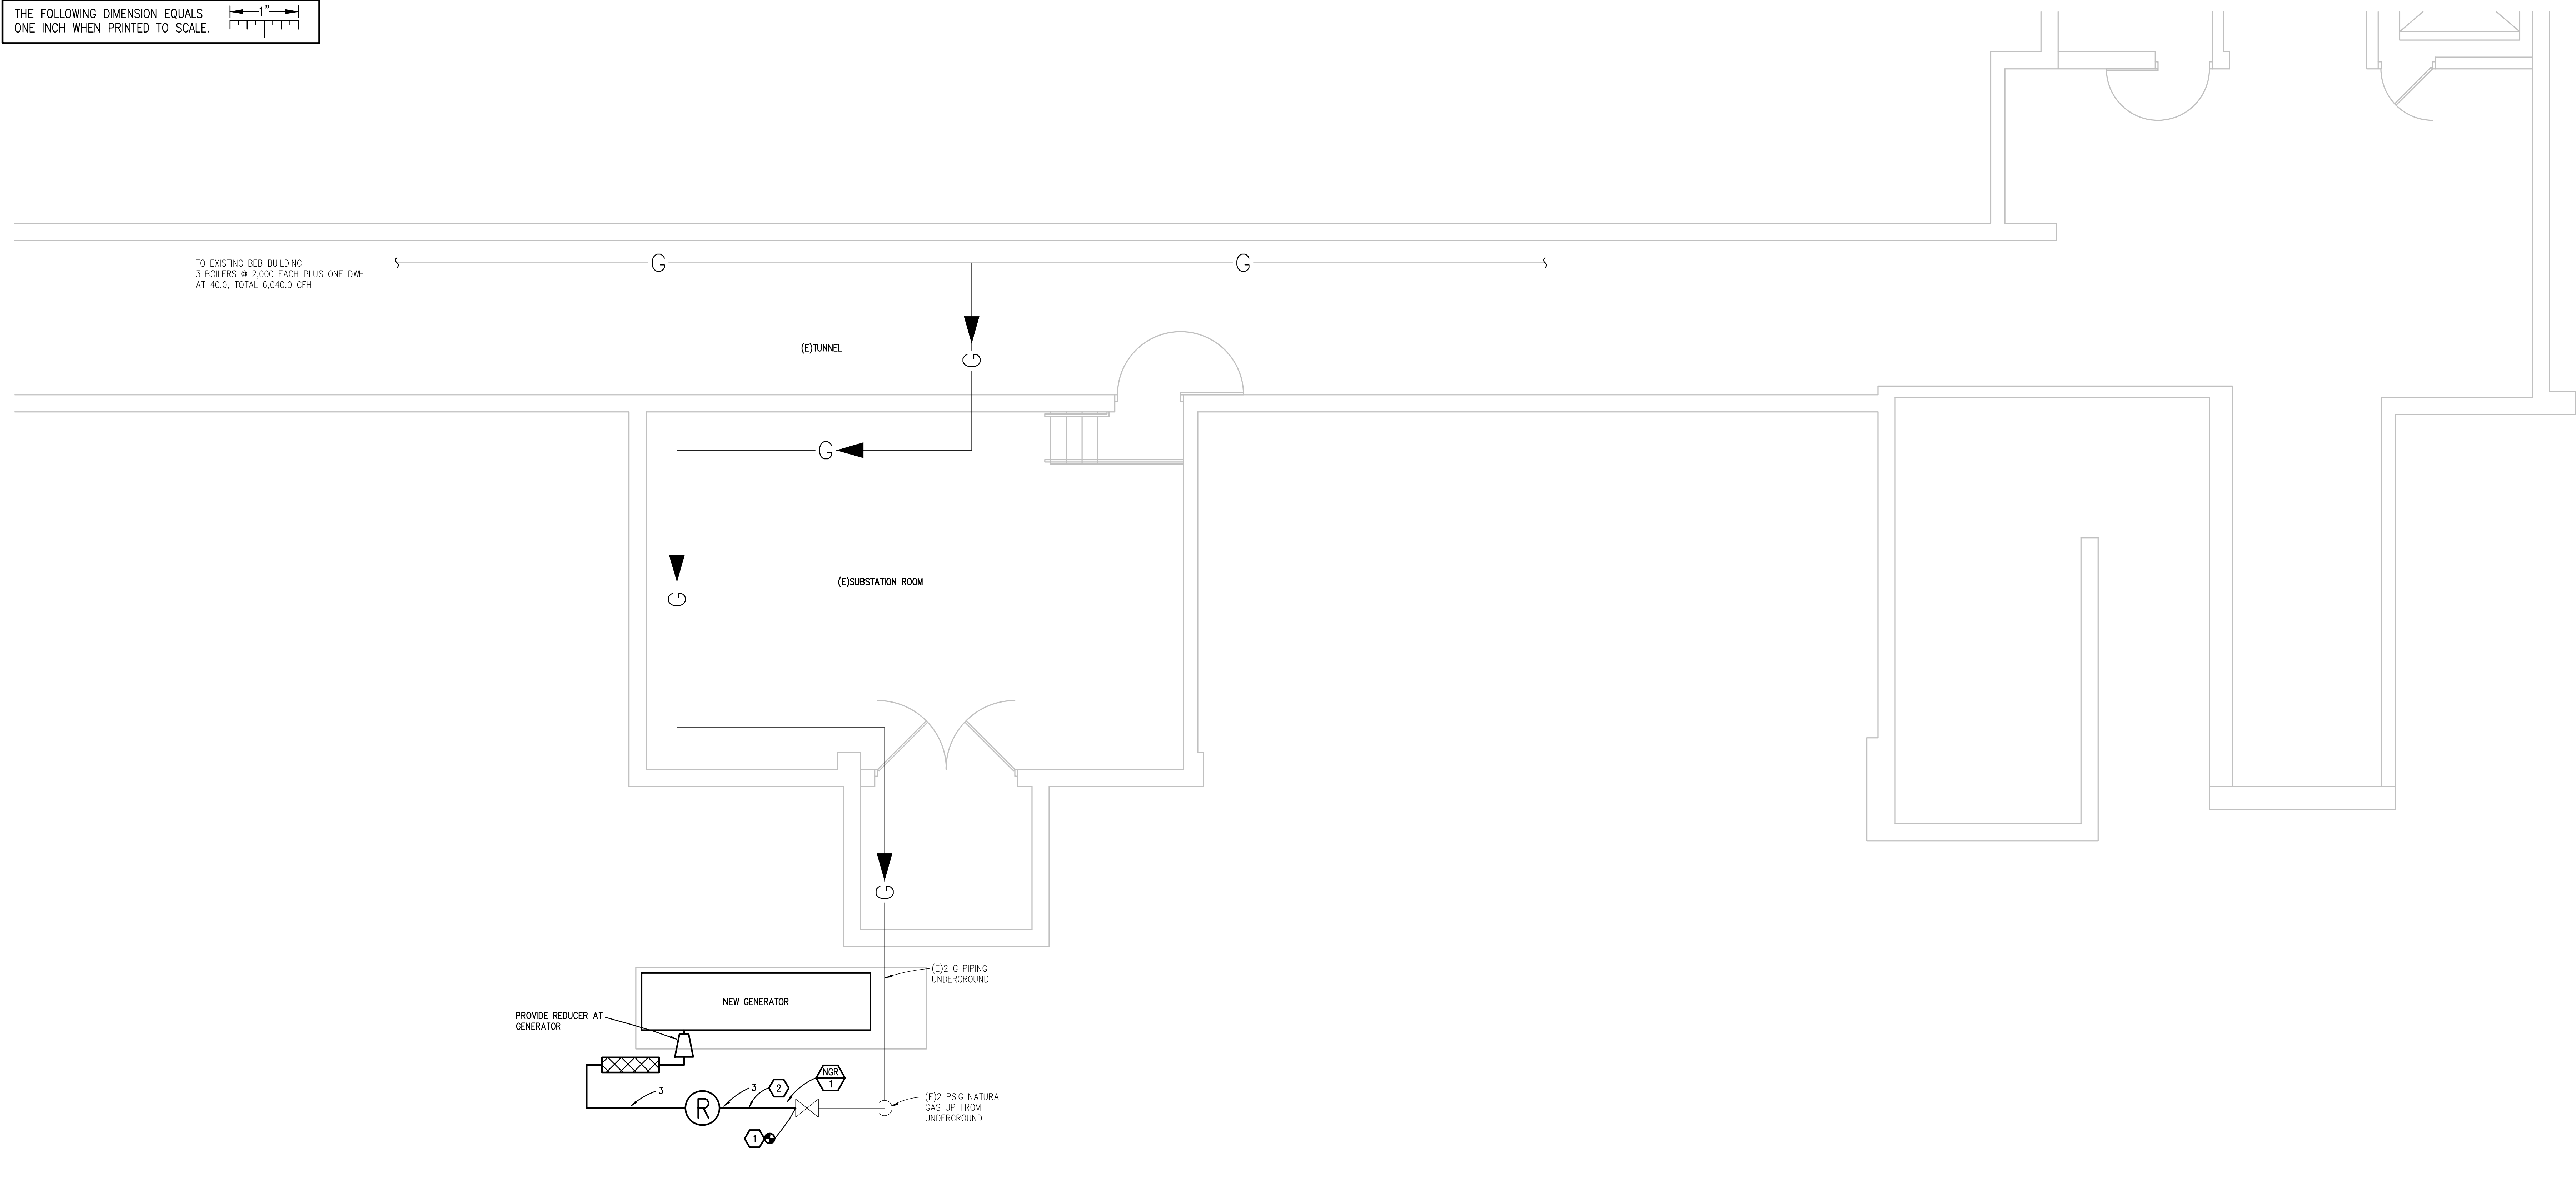 THE FOLLOWING DIMENSION EQUALS
ONE INCH WHEN PRINTED TO SCALE.
1"
TO EXISTING BEB BUILDING
3 BOILERS @ 2,000 EACH PLUS ONE DWH
AT 40.0, TOTAL 6,040.0 CFH
G
G
(E)TUNNEL
G
G
(E)SUBSTATION ROOM
G
G
(E)2 G PIPING
UNDERGROUND
NEW GENERATOR
PROVIDE REDUCER AT
GENERATOR
NGR
1
3
3
2
R
(E)2 PSIG NATURAL
GAS UP FROM
UNDERGROUND
1